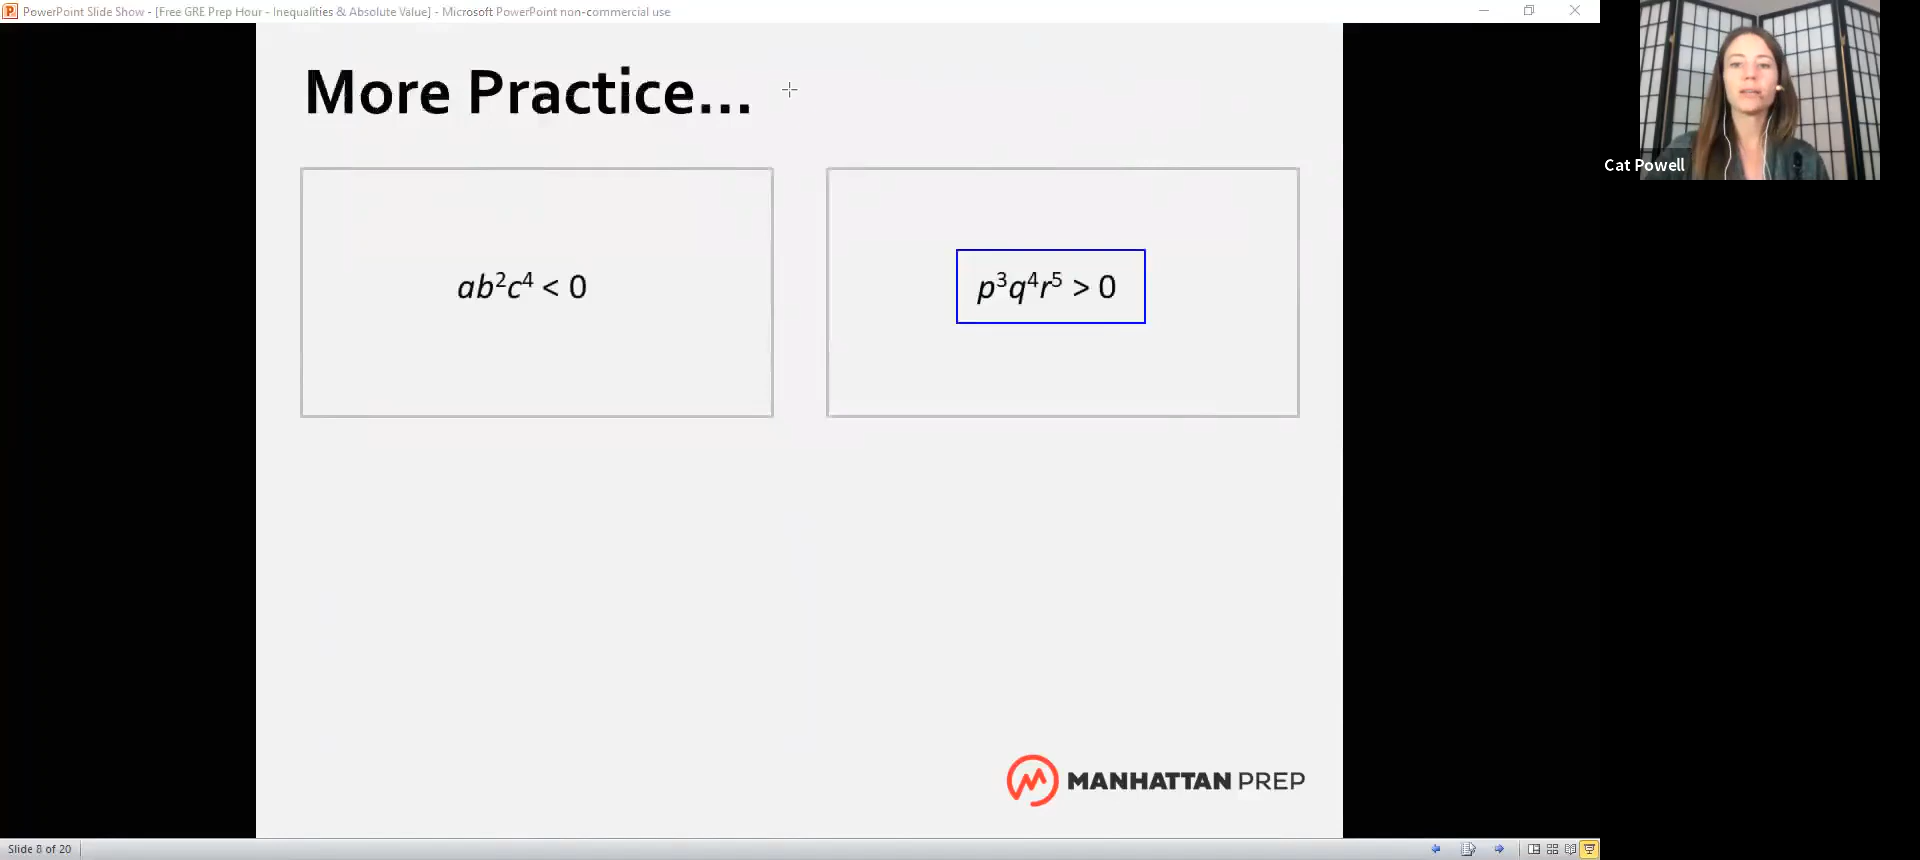 PowerPoint Slide Show - [Free GRE Prep Hour - Inequalities & Absolute Value] - Microsoft PowerPoint non-commercial use
More Practice...
ab²c⁴ < 0
p³q⁴r⁵ > 0
MANHATTAN PREP
Slide 8 of 20
Cat Powell